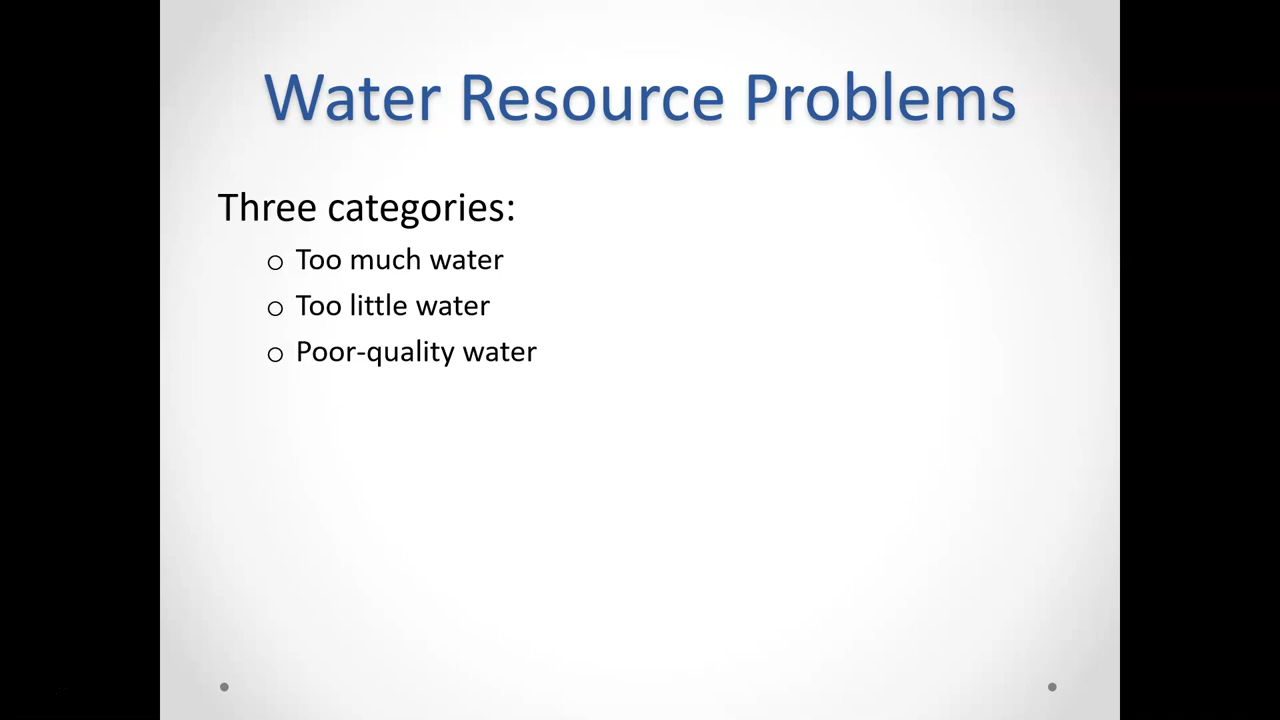 Water Resource Problems
Three categories:
o Too much water
o Too little water
o Poor-quality water